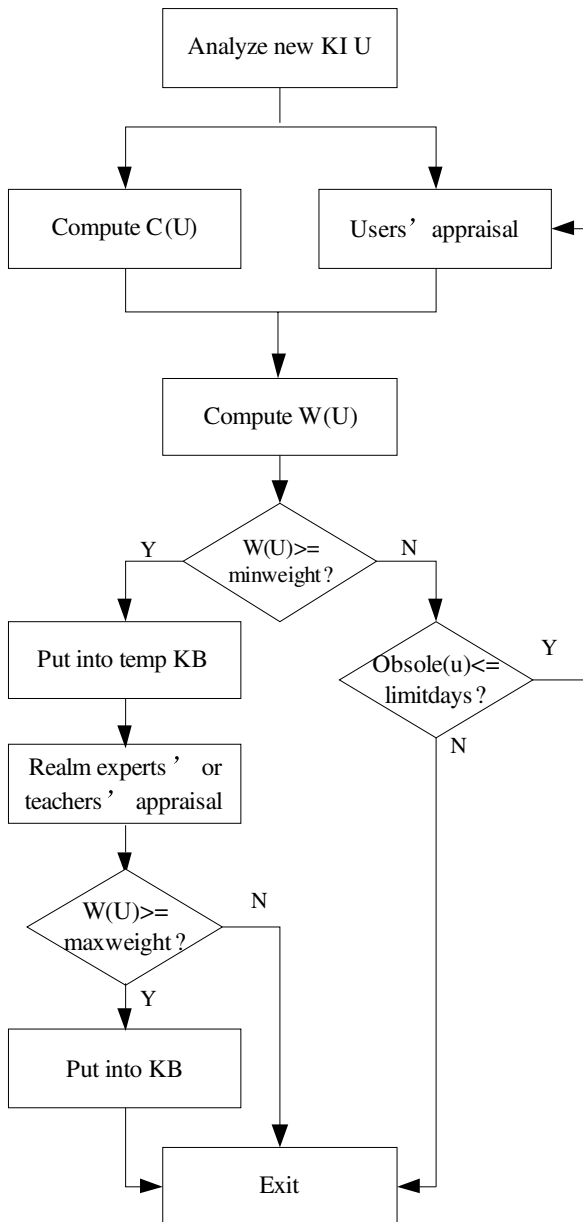 Analyze new KI U
Compute C(U)
Users’ appraisal
Compute W(U)
W(U)>=
minweight?
Y
N
Put into temp KB
Obsole(u)<=
limitdays?
Y
N
Realm experts’ or
teachers’ appraisal
W(U)>=
maxweight?
N
Y
Put into KB
Exit